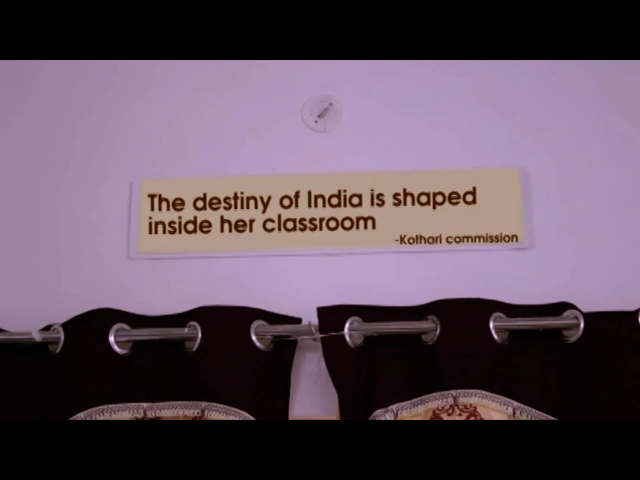 The destiny of India is shaped
inside her classroom
-Kothari commission